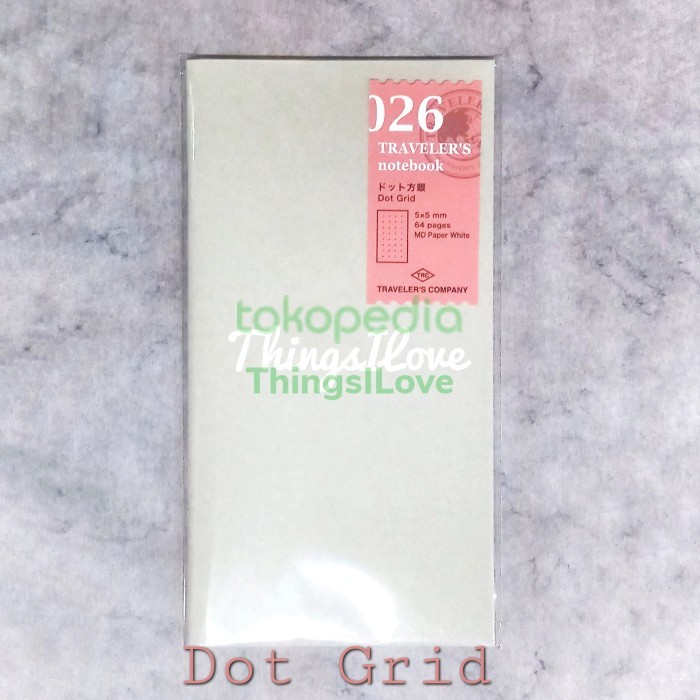 026
TRAVELER'S
notebook
ドット方眼
Dot Grid
5×5 mm
64 pages
MD Paper White
TRC
TRAVELER'S COMPANY
tokopedia
ThingsILove
ThingsILove
Dot Grid